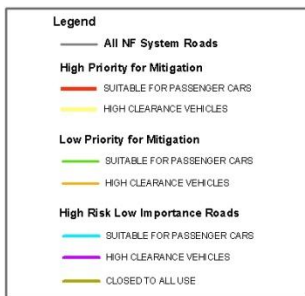 Legend
All NF System Roads
High Priority for Mitigation
SUITABLE FOR PASSENGER CARS
HIGH CLEARANCE VEHICLES
Low Priority for Mitigation
SUITABLE FOR PASSENGER CARS
HIGH CLEARANCE VEHICLES
High Risk Low Importance Roads
SUITABLE FOR PASSENGER CARS
HIGH CLEARANCE VEHICLES
CLOSED TO ALL USE